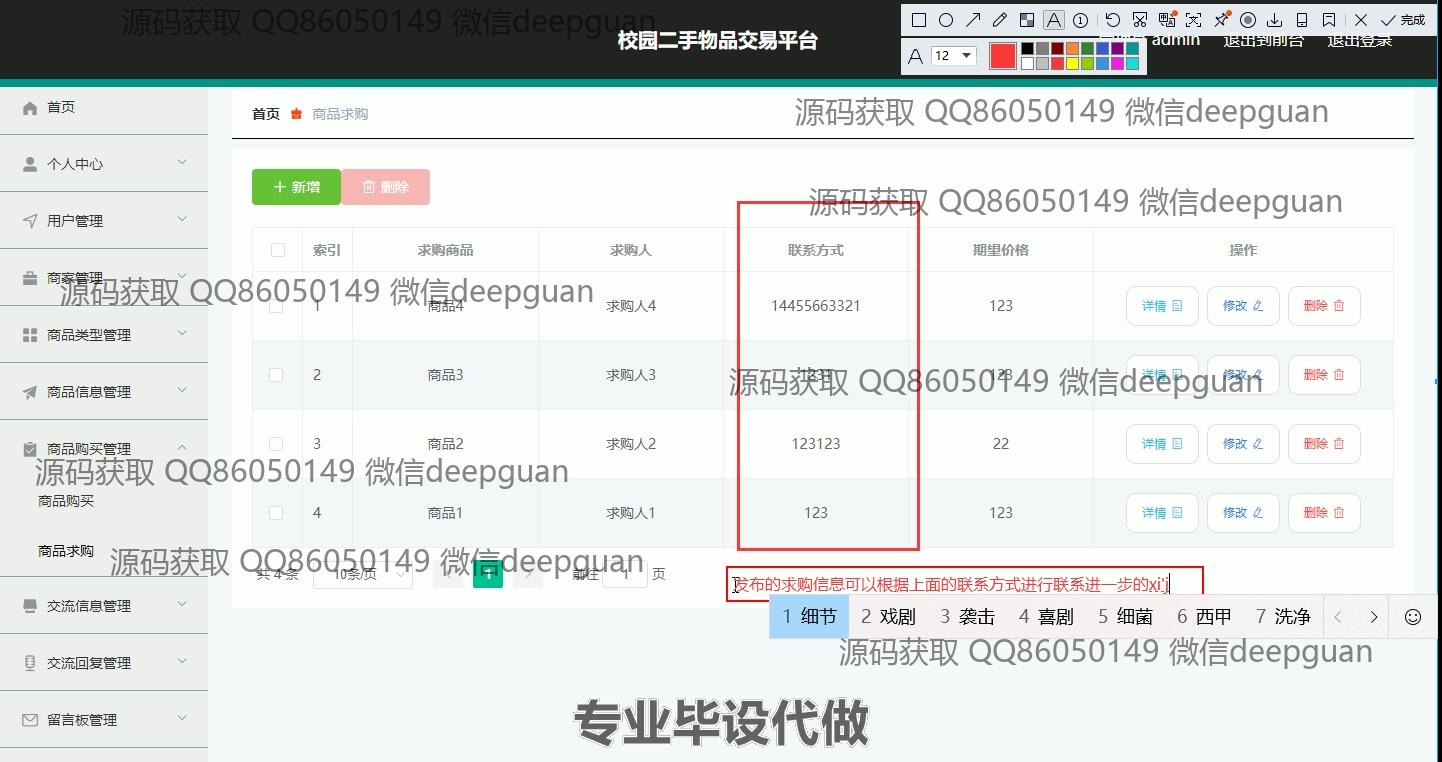 源码获取 QQ86050149 微信deepguan
校园二手物品交易平台
12
完成
admin 退出到前台 退出登录
首页
个人中心
用户管理
商家管理
商品类型管理
商品信息管理
商品购买管理
商品购买
商品求购
交流信息管理
交流回复管理
留言板管理
首页 商品求购
源码获取 QQ86050149 微信deepguan
新增 删除
源码获取 QQ86050149 微信deepguan
索引 求购商品 求购人 联系方式 期望价格 操作
源码获取 QQ86050149 微信deepguan
1 商品4 求购人4 14455663321 123 详情 修改 删除
2 商品3 求购人3 1231 123 详情 修改 删除
源码获取 QQ86050149 微信deepguan
3 商品2 求购人2 123123 22 详情 修改 删除
源码获取 QQ86050149 微信deepguan
4 商品1 求购人1 123 123 详情 修改 删除
源码获取 QQ86050149 微信deepguan
共 4 条 10条/页 1 前往 1 页
发布的求购信息可以根据上面的联系方式进行联系进一步的xi'j
1 细节 2 戏剧 3 袭击 4 喜剧 5 细菌 6 西甲 7 洗净
源码获取 QQ86050149 微信deepguan
专业毕设代做